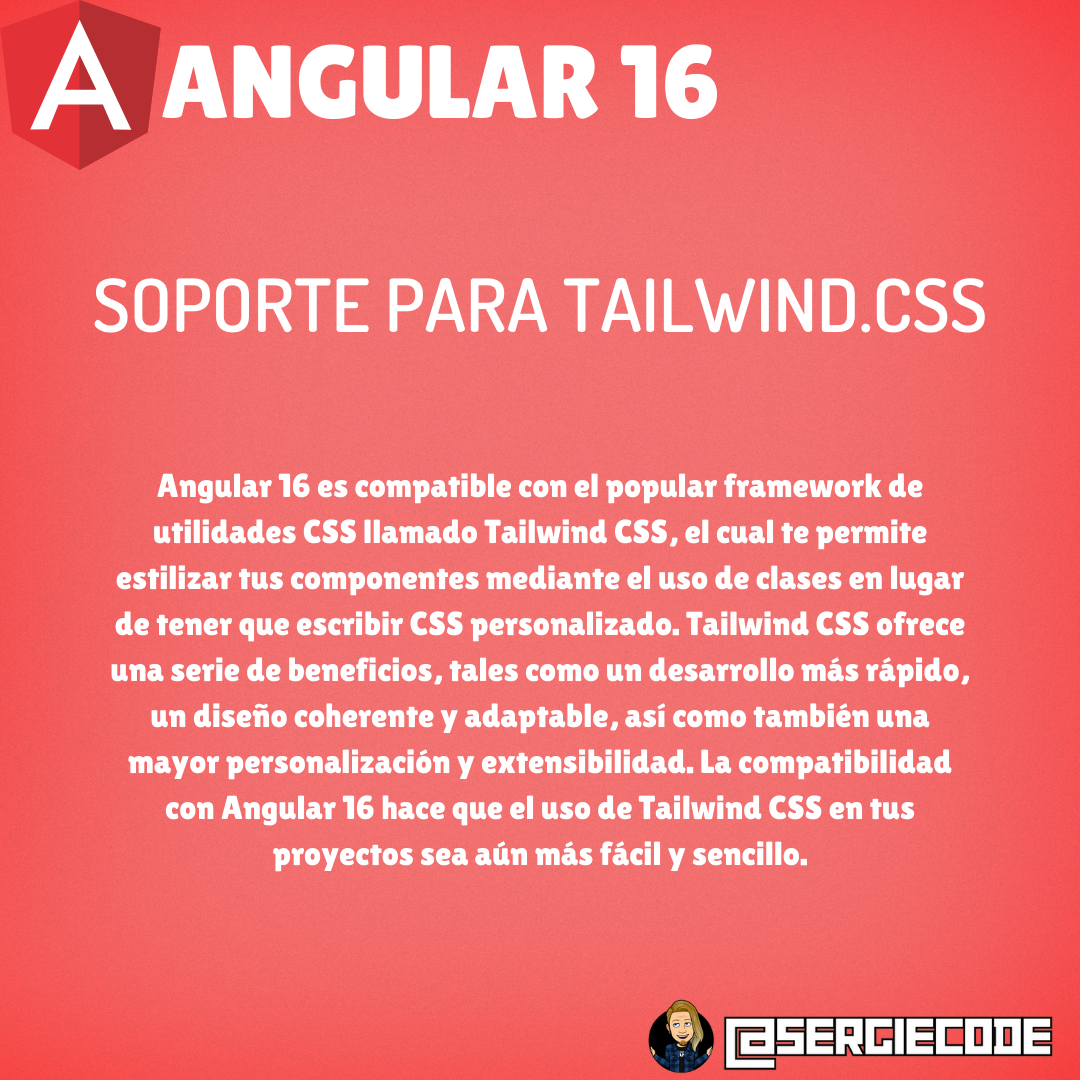 ANGULAR 16
SOPORTE PARA TAILWIND.CSS
Angular 16 es compatible con el popular framework de
utilidades CSS llamado Tailwind CSS, el cual te permite
estilizar tus componentes mediante el uso de clases en lugar
de tener que escribir CSS personalizado. Tailwind CSS ofrece
una serie de beneficios, tales como un desarrollo más rápido,
un diseño coherente y adaptable, así como también una
mayor personalización y extensibilidad. La compatibilidad
con Angular 16 hace que el uso de Tailwind CSS en tus
proyectos sea aún más fácil y sencillo.
@SERGIECODE